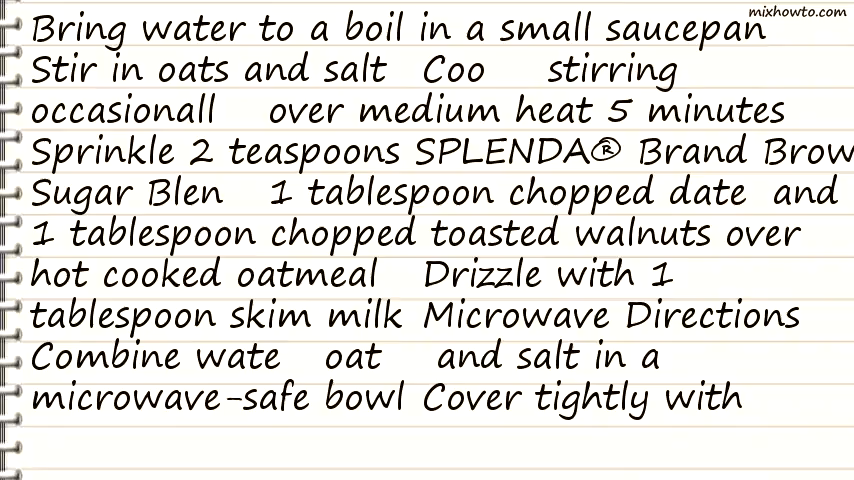 mixhowto.com
Bring water to a boil in a small saucepan
Stir in oats and salt Coo stirring
occasionall over medium heat 5 minutes
Sprinkle 2 teaspoons SPLENDA® Brand Brow
Sugar Blen 1 tablespoon chopped date and
1 tablespoon chopped toasted walnuts over
hot cooked oatmeal Drizzle with 1
tablespoon skim milk Microwave Directions
Combine wate oat and salt in a
microwave-safe bowl Cover tightly with